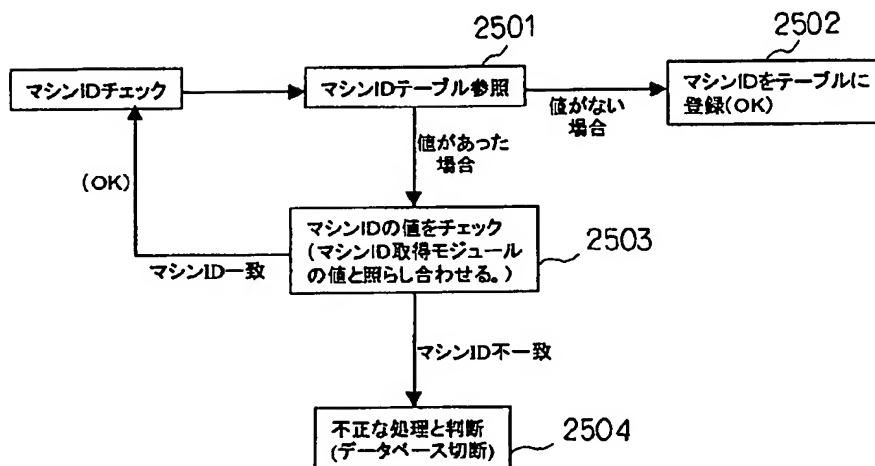 2501
2502
マシンIDチェック
マシンIDテーブル参照
マシンIDをテーブルに
登録(OK)
値がない
場合
値があった
場合
(OK)
マシンIDの値をチェック
(マシンID取得モジュール
の値と照らし合わせる。)
2503
マシンID一致
マシンID不一致
不正な処理と判断
(データベース切断)
2504